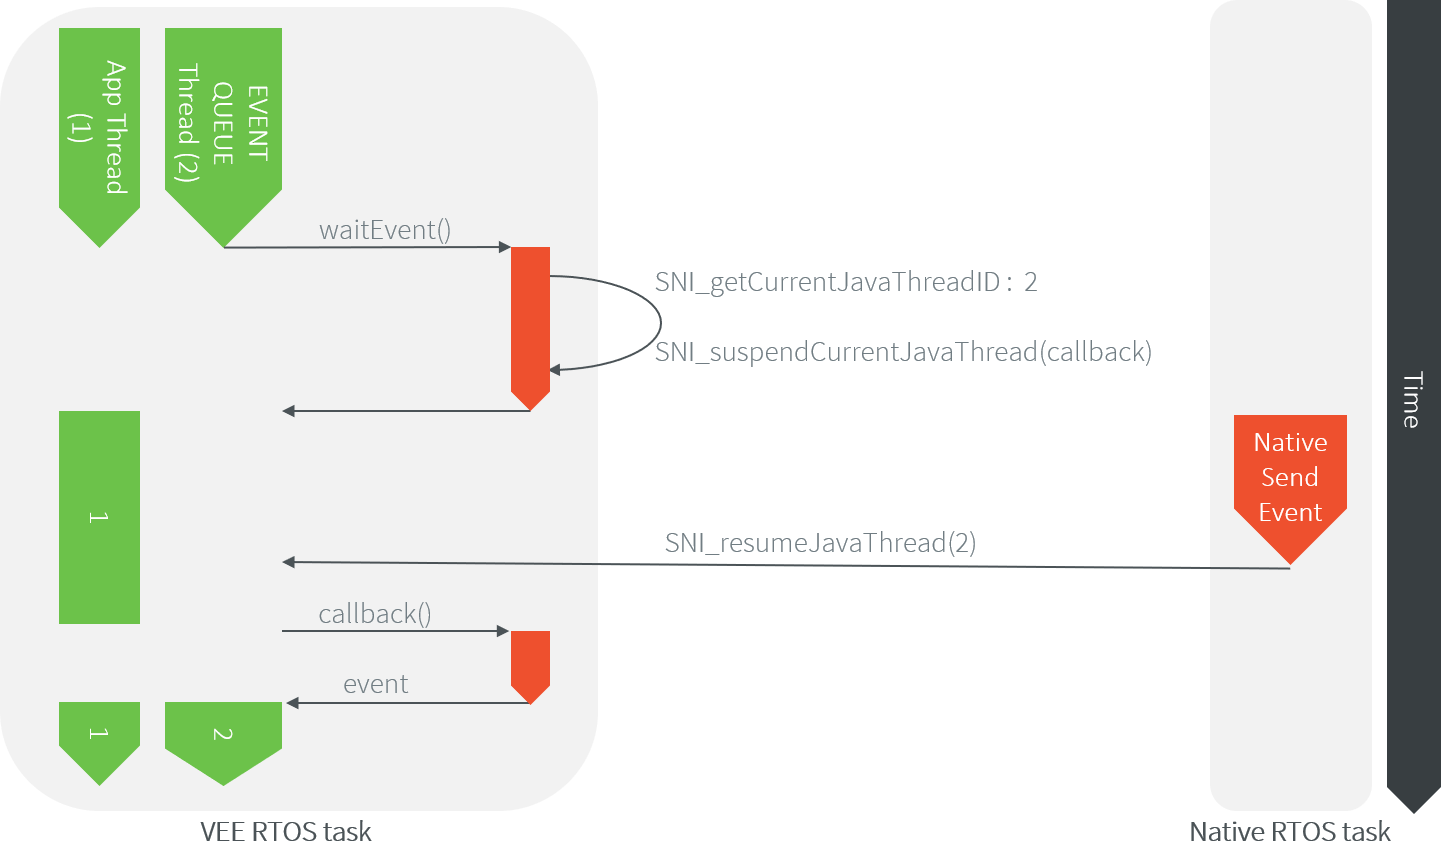 App Thread
(1)
EVENT
QUEUE
Thread (2)
waitEvent()
SNI_getCurrentJavaThreadID : 2
SNI_suspendCurrentJavaThread(callback)
Time
1
Native
Send
Event
SNI_resumeJavaThread(2)
callback()
event
1
2
VEE RTOS task
Native RTOS task